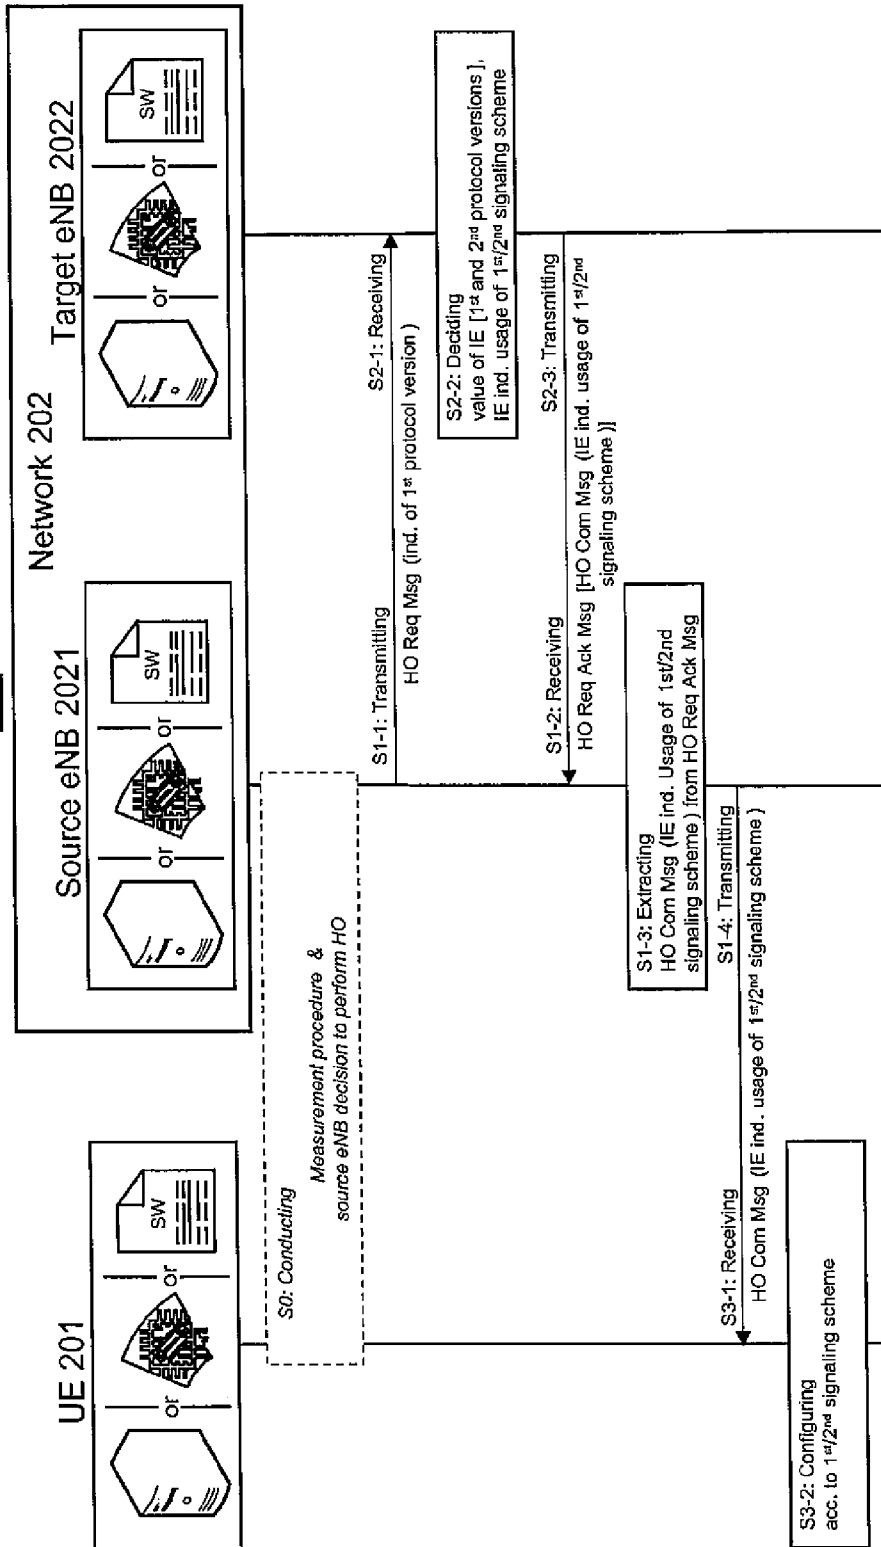 Network 202
UE 201
Source eNB 2021
Target eNB 2022
or
or
SW
or
or
SW
or
or
SW
S0: Conducting
Measurement procedure &
source eNB decision to perform HO
S1-1: Transmitting
S2-1: Receiving
HO Req Msg (ind. of 1st protocol version )
S2-2: Deciding
value of IE [1st and 2nd protocol versions ],
IE ind. usage of 1st/2nd signaling scheme
S1-2: Receiving
S2-3: Transmitting
HO Req Ack Msg [HO Com Msg (IE ind. usage of 1st/2nd
signaling scheme )]
S1-3: Extracting
HO Com Msg (IE ind. Usage of 1st/2nd
signaling scheme ) from HO Req Ack Msg
S3-1: Receiving
S1-4: Transmitting
HO Com Msg (IE ind. usage of 1st/2nd signaling scheme )
S3-2: Configuring
acc. to 1st/2nd signaling scheme